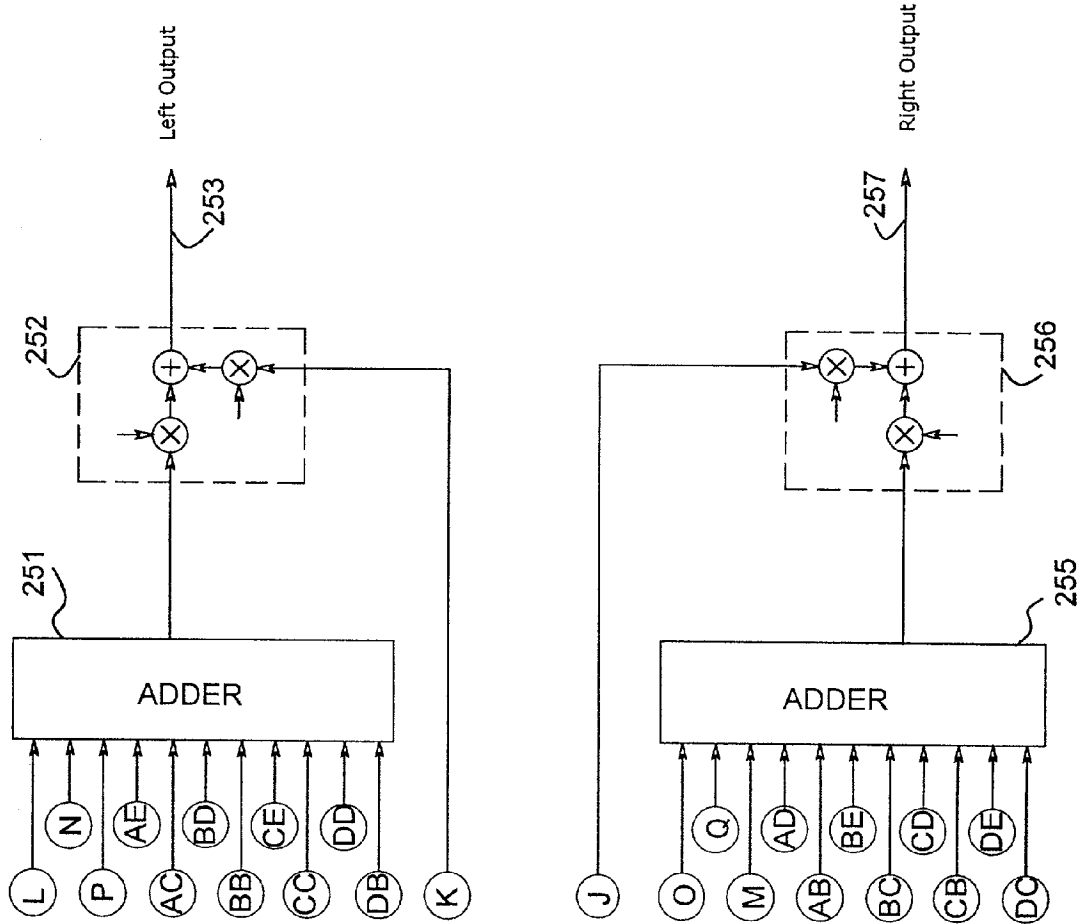 L
N
P
AE
AC
BD
BB
CE
CC
DD
DB
K
ADDER
251
252
253
Left Output
J
O
Q
M
AD
AB
BE
BC
CD
CB
DE
DC
ADDER
255
256
257
Right Output